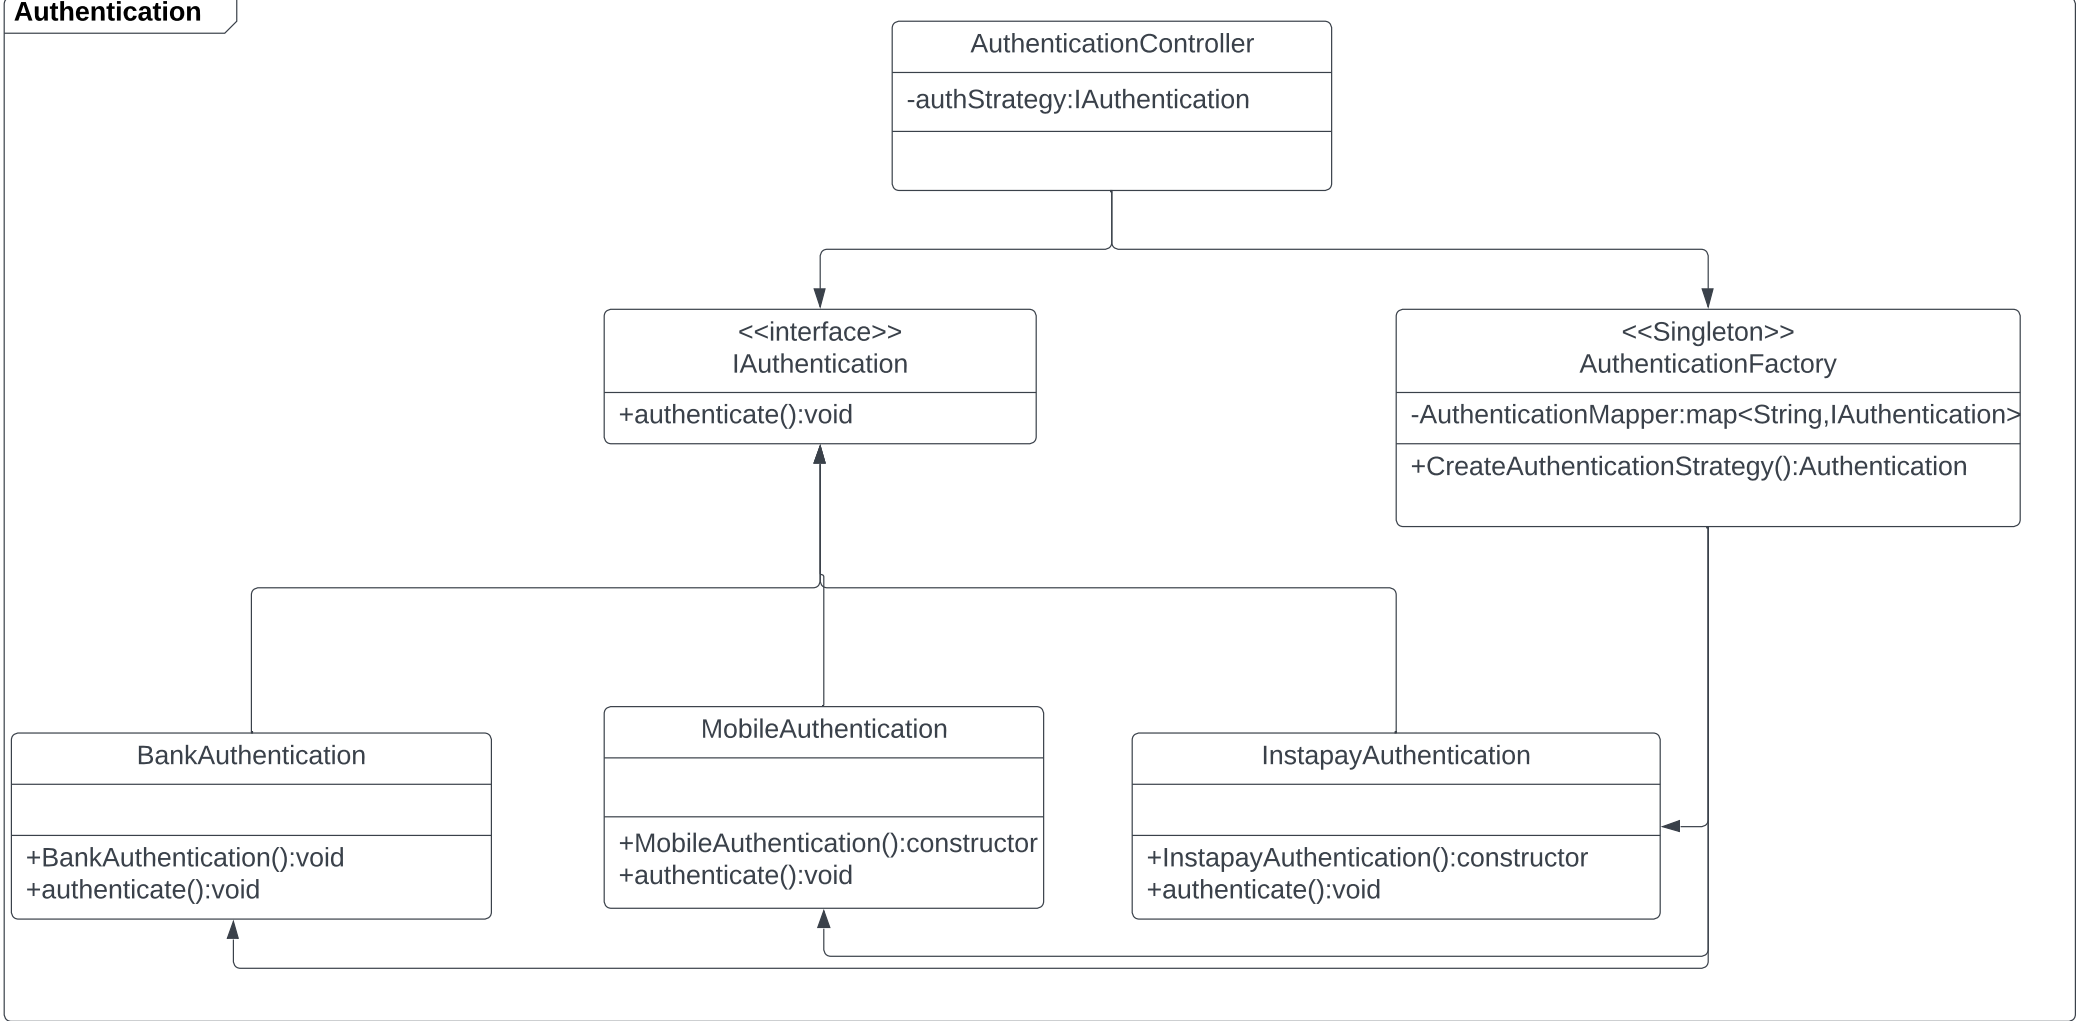 Authentication
AuthenticationController
-authStrategy:IAuthentication
<<interface>>
IAuthentication
+authenticate():void
<<Singleton>>
AuthenticationFactory
-AuthenticationMapper:map<String,IAuthentication>
+CreateAuthenticationStrategy():Authentication
BankAuthentication
+BankAuthentication():void
+authenticate():void
MobileAuthentication
+MobileAuthentication():constructor
+authenticate():void
InstapayAuthentication
+InstapayAuthentication():constructor
+authenticate():void